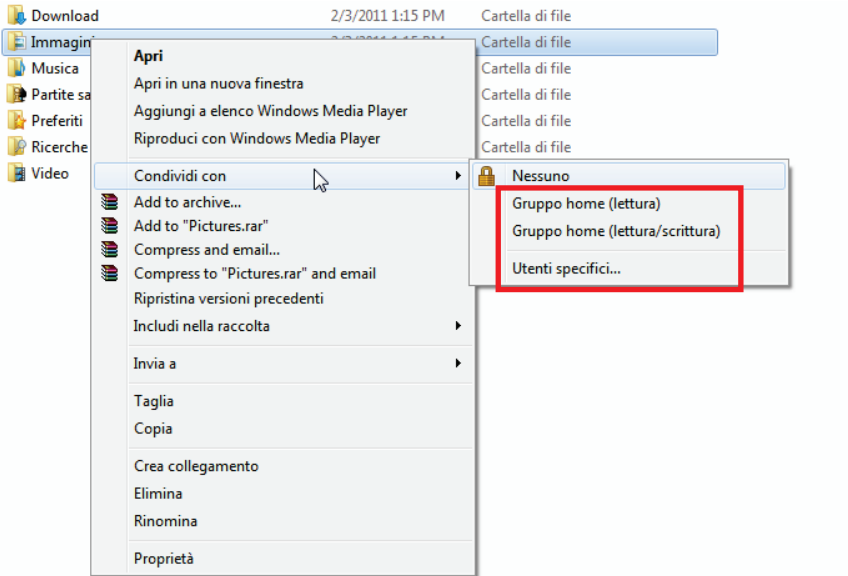 Download 2/3/2011 1:15 PM Cartella di file
Immagini Cartella di file
Musica Cartella di file
Partite sa Cartella di file
Preferiti Cartella di file
Ricerche Cartella di file
Video
Apri
Apri in una nuova finestra
Aggiungi a elenco Windows Media Player
Riproduci con Windows Media Player
Condividi con
Add to archive...
Add to "Pictures.rar"
Compress and email...
Compress to "Pictures.rar" and email
Ripristina versioni precedenti
Includi nella raccolta
Invia a
Taglia
Copia
Crea collegamento
Elimina
Rinomina
Proprietà
Nessuno
Gruppo home (lettura)
Gruppo home (lettura/scrittura)
Utenti specifici...